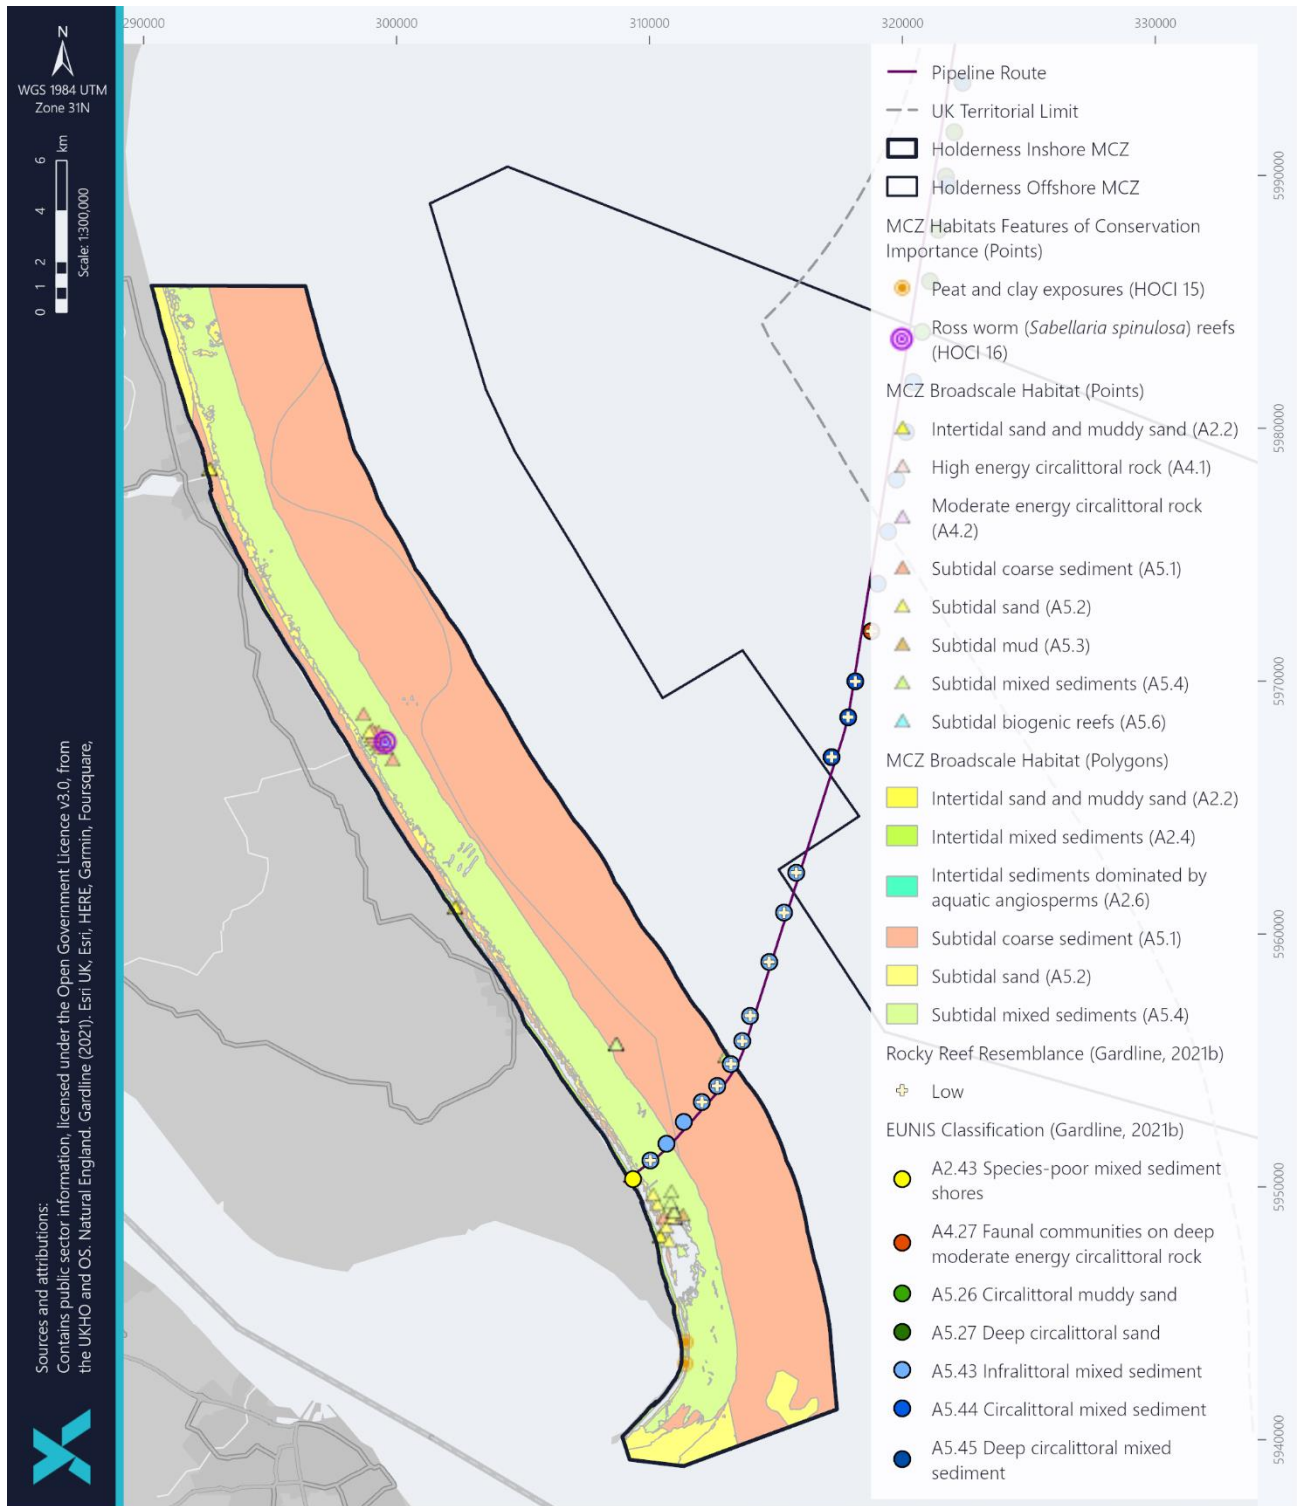 290000 300000 310000 320000 330000
N
WGS 1984 UTM
Zone 31N
0 1 2 4 6 km
Scale: 1:300,000
Sources and attributions:
Contains public sector information, licensed under the Open Government Licence v3.0, from
the UKHO and OS. Natural England. Gardline (2021). Esri UK, Esri, HERE, Garmin, Foursquare,
Pipeline Route
UK Territorial Limit
Holderness Inshore MCZ
Holderness Offshore MCZ
MCZ Habitats Features of Conservation
Importance (Points)
Peat and clay exposures (HOCI 15)
Ross worm (Sabellaria spinulosa) reefs
(HOCI 16)
MCZ Broadscale Habitat (Points)
Intertidal sand and muddy sand (A2.2)
High energy circalittoral rock (A4.1)
Moderate energy circalittoral rock
(A4.2)
Subtidal coarse sediment (A5.1)
Subtidal sand (A5.2)
Subtidal mud (A5.3)
Subtidal mixed sediments (A5.4)
Subtidal biogenic reefs (A5.6)
MCZ Broadscale Habitat (Polygons)
Intertidal sand and muddy sand (A2.2)
Intertidal mixed sediments (A2.4)
Intertidal sediments dominated by
aquatic angiosperms (A2.6)
Subtidal coarse sediment (A5.1)
Subtidal sand (A5.2)
Subtidal mixed sediments (A5.4)
Rocky Reef Resemblance (Gardline, 2021b)
Low
EUNIS Classification (Gardline, 2021b)
A2.43 Species-poor mixed sediment
shores
A4.27 Faunal communities on deep
moderate energy circalittoral rock
A5.26 Circalittoral muddy sand
A5.27 Deep circalittoral sand
A5.43 Infralittoral mixed sediment
A5.44 Circalittoral mixed sediment
A5.45 Deep circalittoral mixed
sediment
5990000
5980000
5970000
5960000
5950000
5940000